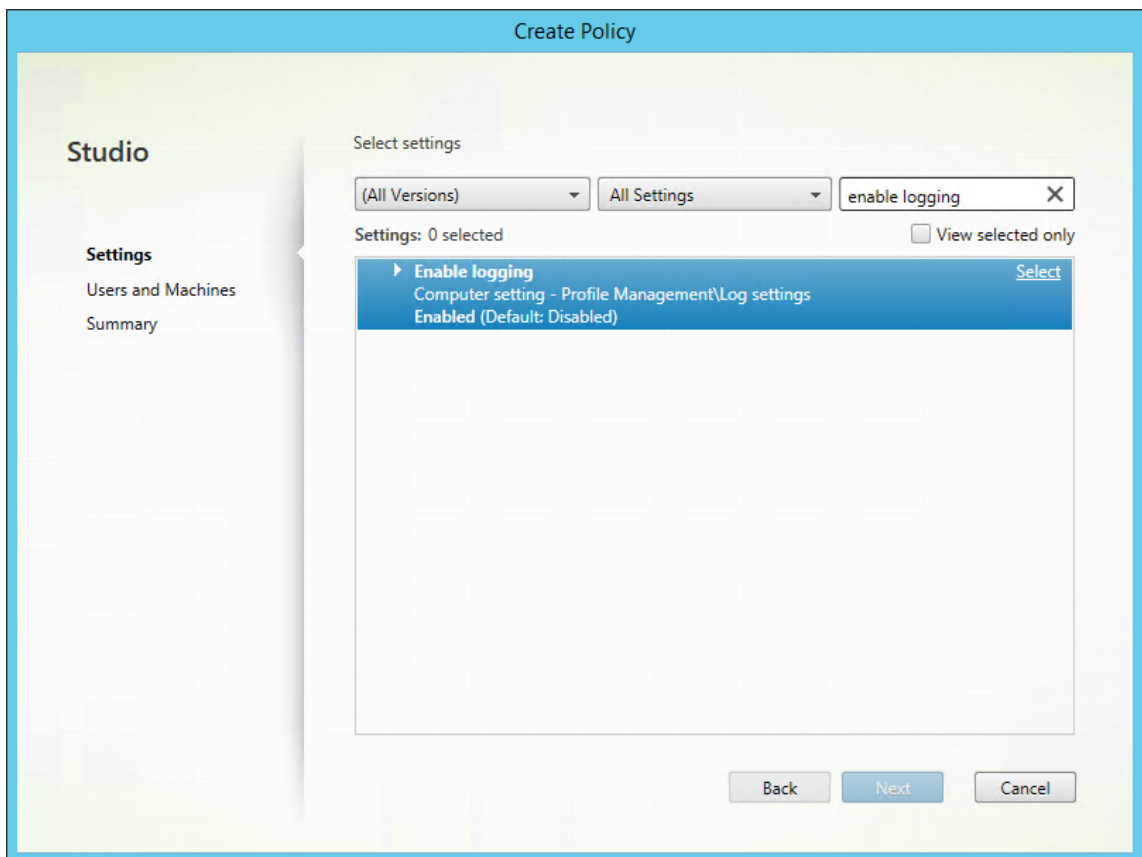 Create Policy
Studio
Settings
Users and Machines
Summary
Select settings
(All Versions)
All Settings
enable logging
Settings: 0 selected
View selected only
Enable logging
Select
Computer setting - Profile Management\Log settings
Enabled (Default: Disabled)
Back
Next
Cancel